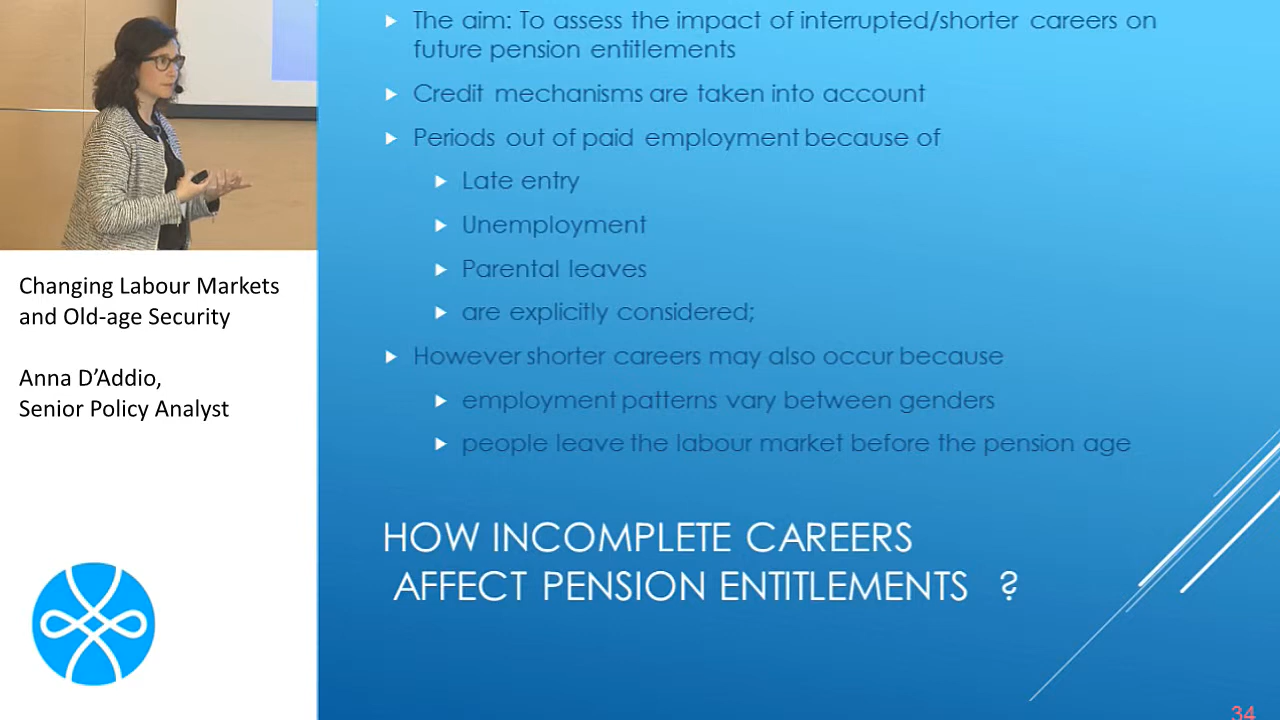 The aim: To assess the impact of interrupted/shorter careers on
future pension entitlements
Credit mechanisms are taken into account
Periods out of paid employment because of
Late entry
Unemployment
Parental leaves
are explicitly considered;
However shorter careers may also occur because
employment patterns vary between genders
people leave the labour market before the pension age
HOW INCOMPLETE CAREERS
AFFECT PENSION ENTITLEMENTS ?
34
Changing Labour Markets
and Old-age Security
Anna D’Addio,
Senior Policy Analyst